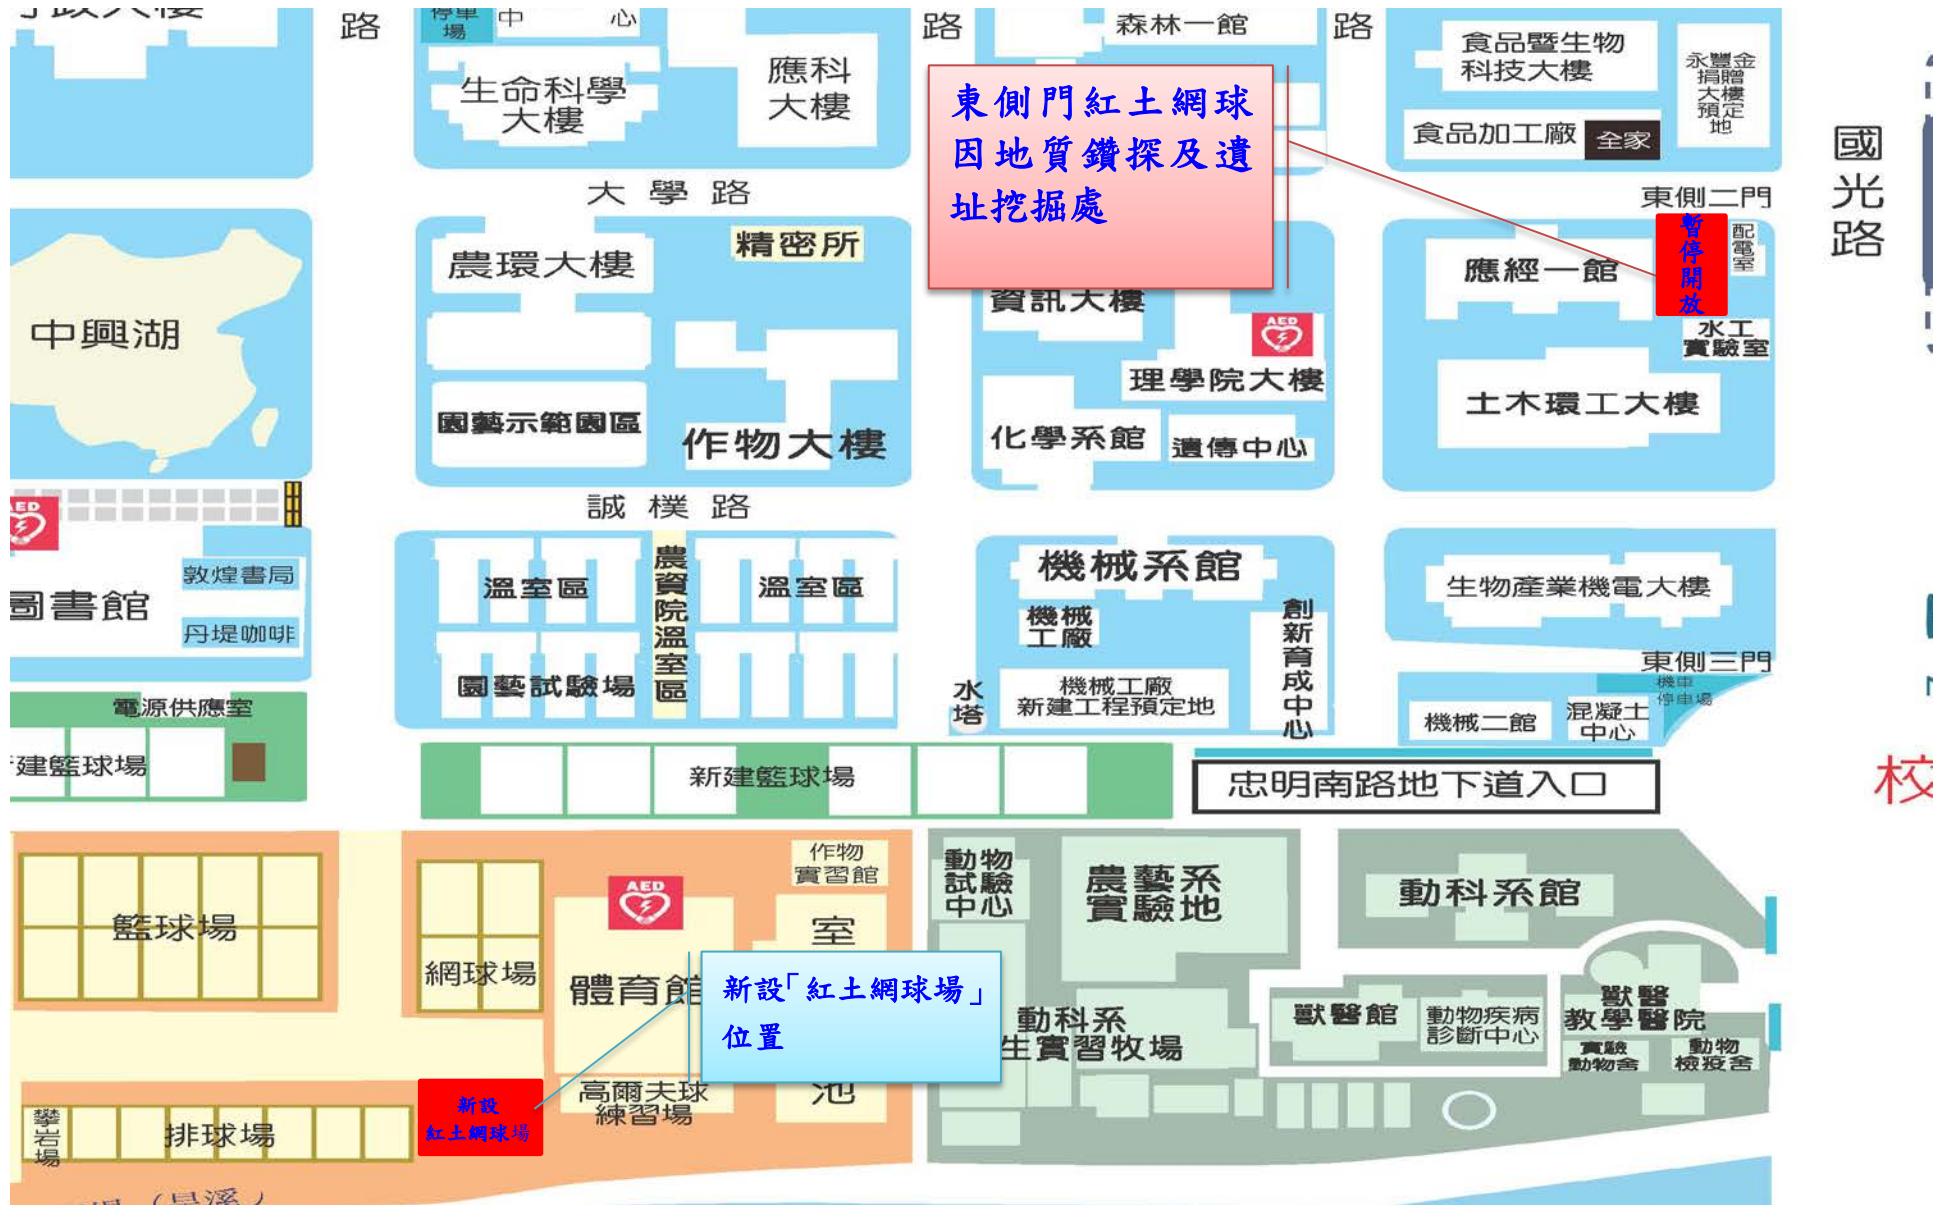 路
停車
場
中
心
路
森林一館
路
食品暨生物
科技大樓
永豐金
捐贈
大樓
預定
地
生命科學
大樓
應科
大樓
東側門紅土網球
因地質鑽探及遺
址挖掘處
食品加工廠
全家
國
光
路
大學路
東側二門
農環大樓
精密所
應經一館
暫
停
開
放
配
電
室
中興湖
資訊大樓
AED
水工
實驗室
理學院大樓
土木環工大樓
園藝示範園區
作物大樓
化學系館
遺傳中心
誠樸路
AED
敦煌書局
圖書館
丹堤咖啡
溫室區
農
資
院
溫
室
區
溫室區
園藝試驗場
機械系館
機械
工廠
創
新
育
成
中
心
水
塔
機械工廠
新建工程預定地
生物產業機電大樓
東側三門
機車
停車場
機械二館
混凝土
中心
電源供應室
建籃球場
新建籃球場
忠明南路地下道入口
校
籃球場
網球場
AED
體育館
作物
實習館
室
池
新設「紅土網球場」
位置
動物
試驗
中心
農藝系
實驗地
動科系館
動科系
生實習牧場
獸醫館
動物疾病
診斷中心
獸醫
教學醫院
實驗
動物舍
動物
檢疫舍
攀
岩
場
排球場
新設
紅土網球場
高爾夫球
練習場